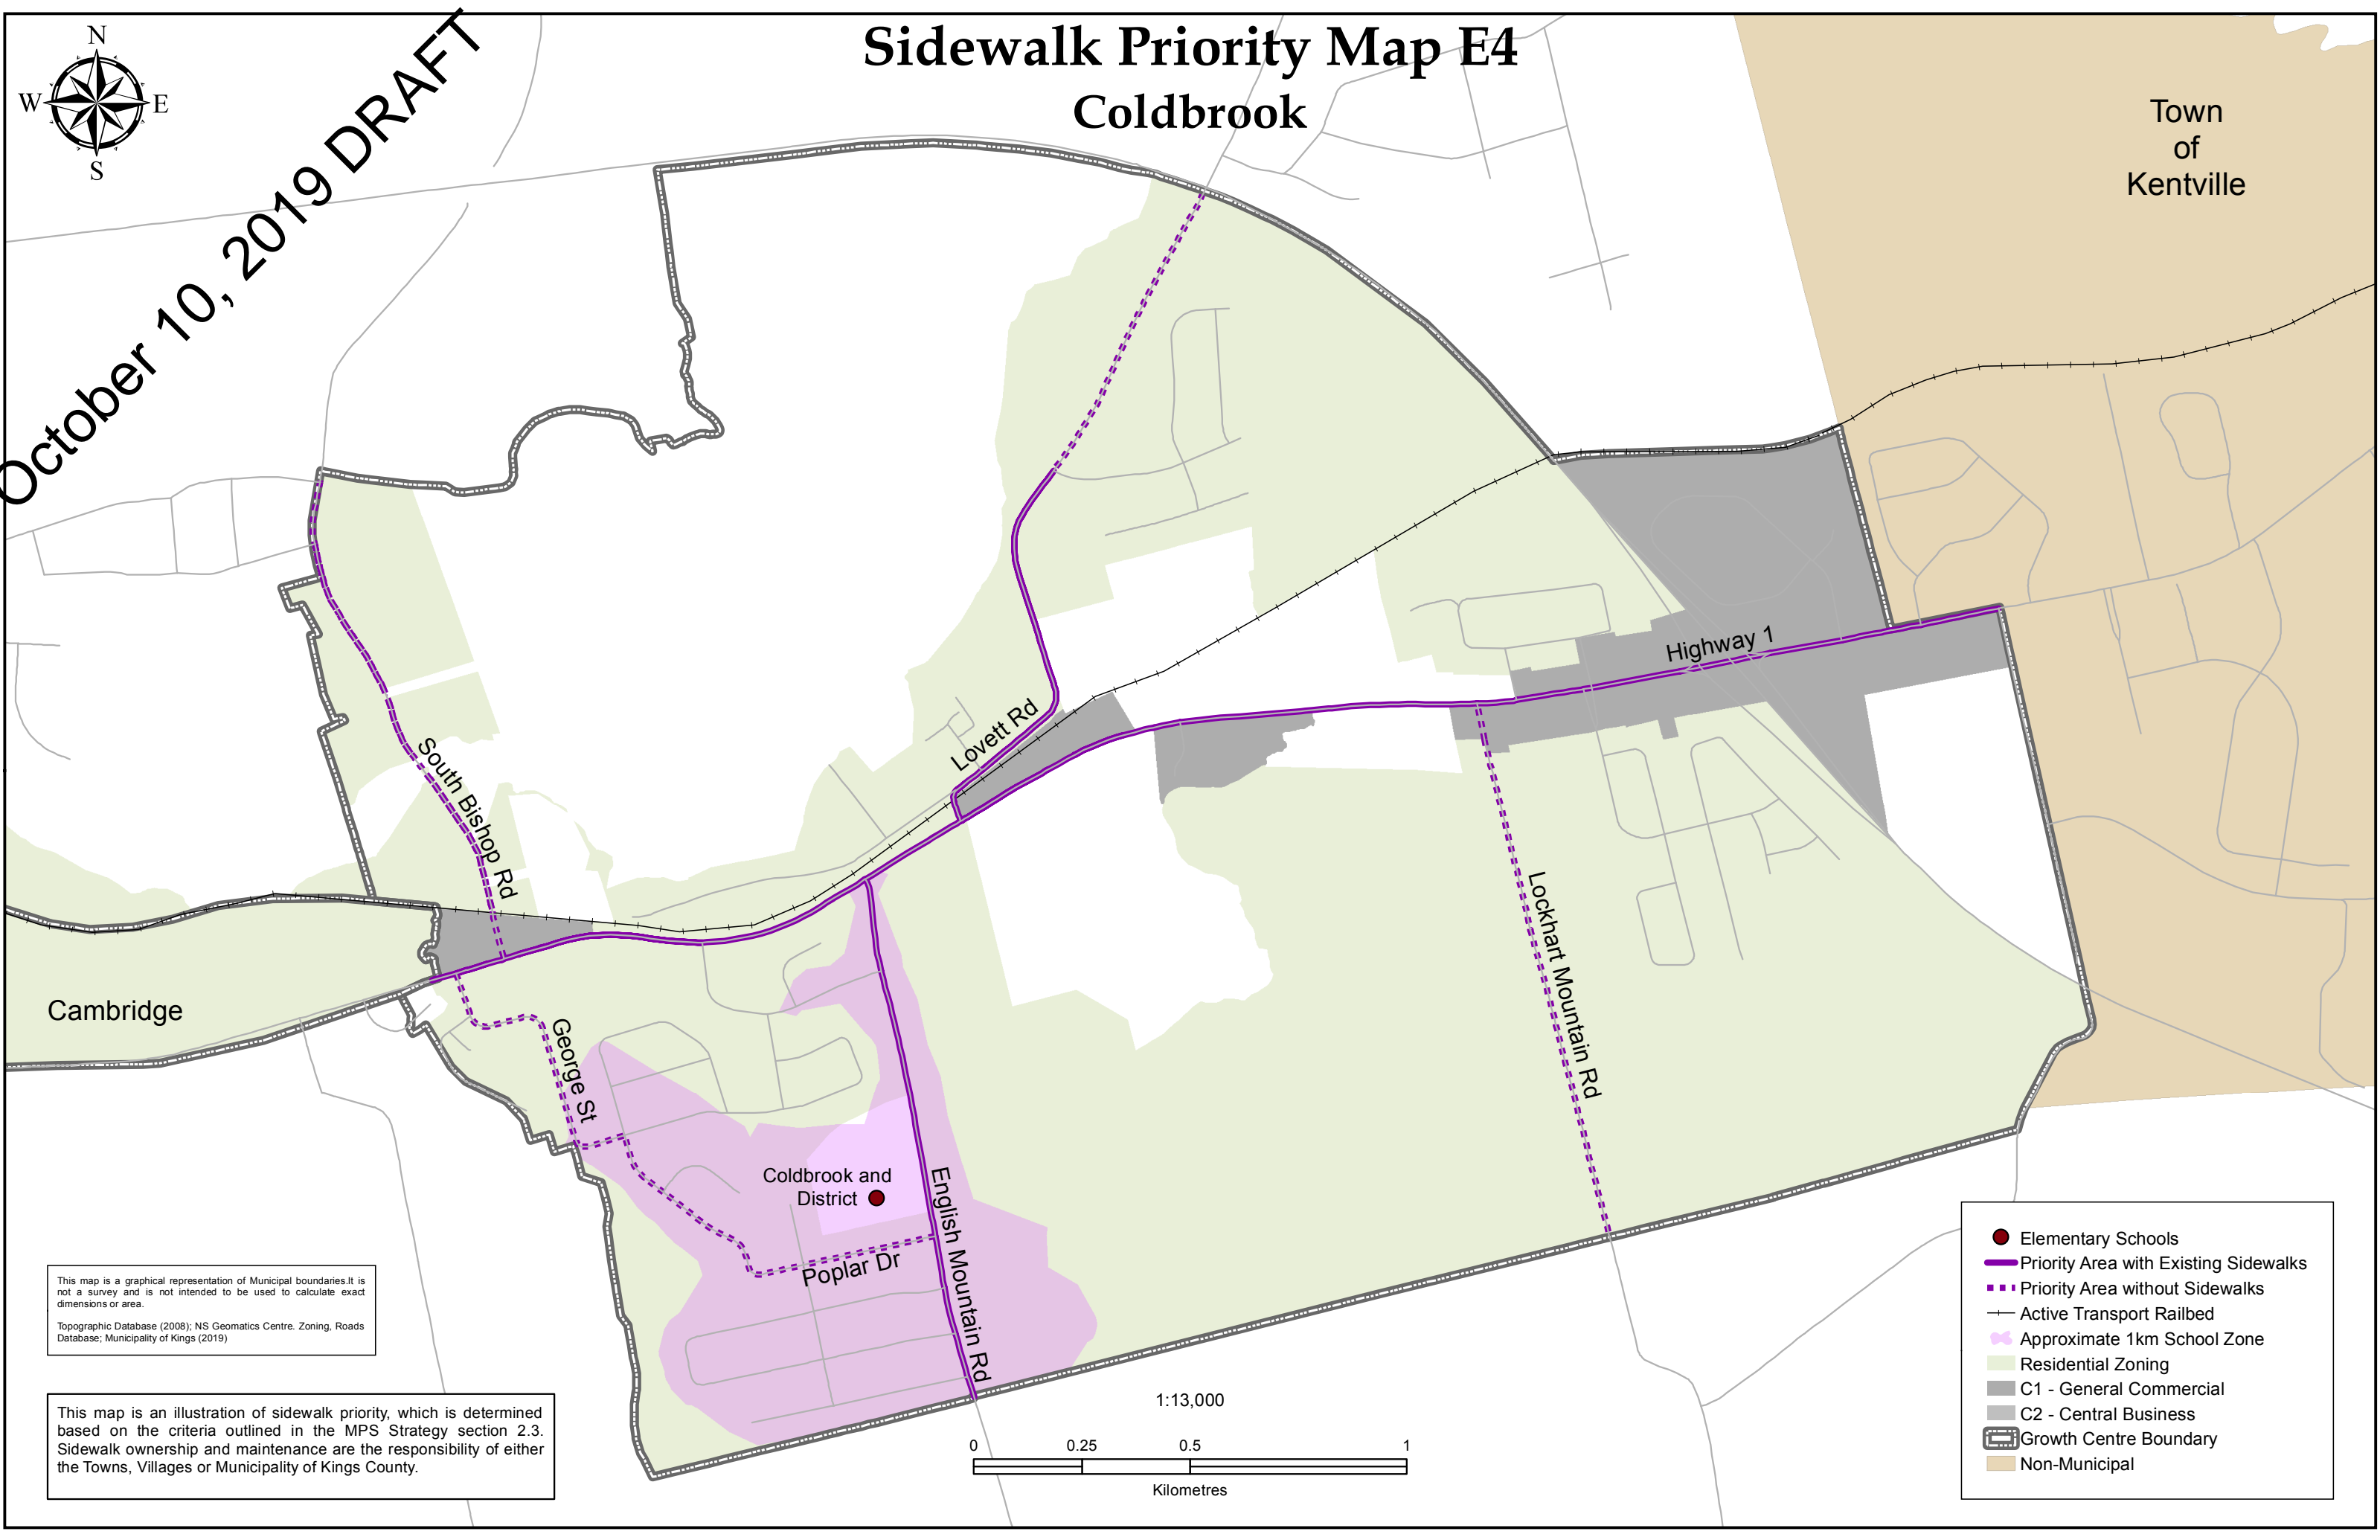 Sidewalk Priority Map E4
Coldbrook
N
W
E
S
October 10, 2019 DRAFT
Town
of
Kentville
Highway 1
Lovett Rd
South Bishop Rd
Lockhart Mountain Rd
Cambridge
George St
Coldbrook and
District
English Mountain Rd
Poplar Dr
This map is a graphical representation of Municipal boundaries.It is
not a survey and is not intended to be used to calculate exact
dimensions or area.
Topographic Database (2008); NS Geomatics Centre. Zoning, Roads
Database; Municipality of Kings (2019)
This map is an illustration of sidewalk priority, which is determined
based on the criteria outlined in the MPS Strategy section 2.3.
Sidewalk ownership and maintenance are the responsibility of either
the Towns, Villages or Municipality of Kings County.
1:13,000
0 0.25 0.5 1
Kilometres
Elementary Schools
Priority Area with Existing Sidewalks
Priority Area without Sidewalks
Active Transport Railbed
Approximate 1km School Zone
Residential Zoning
C1 - General Commercial
C2 - Central Business
Growth Centre Boundary
Non-Municipal